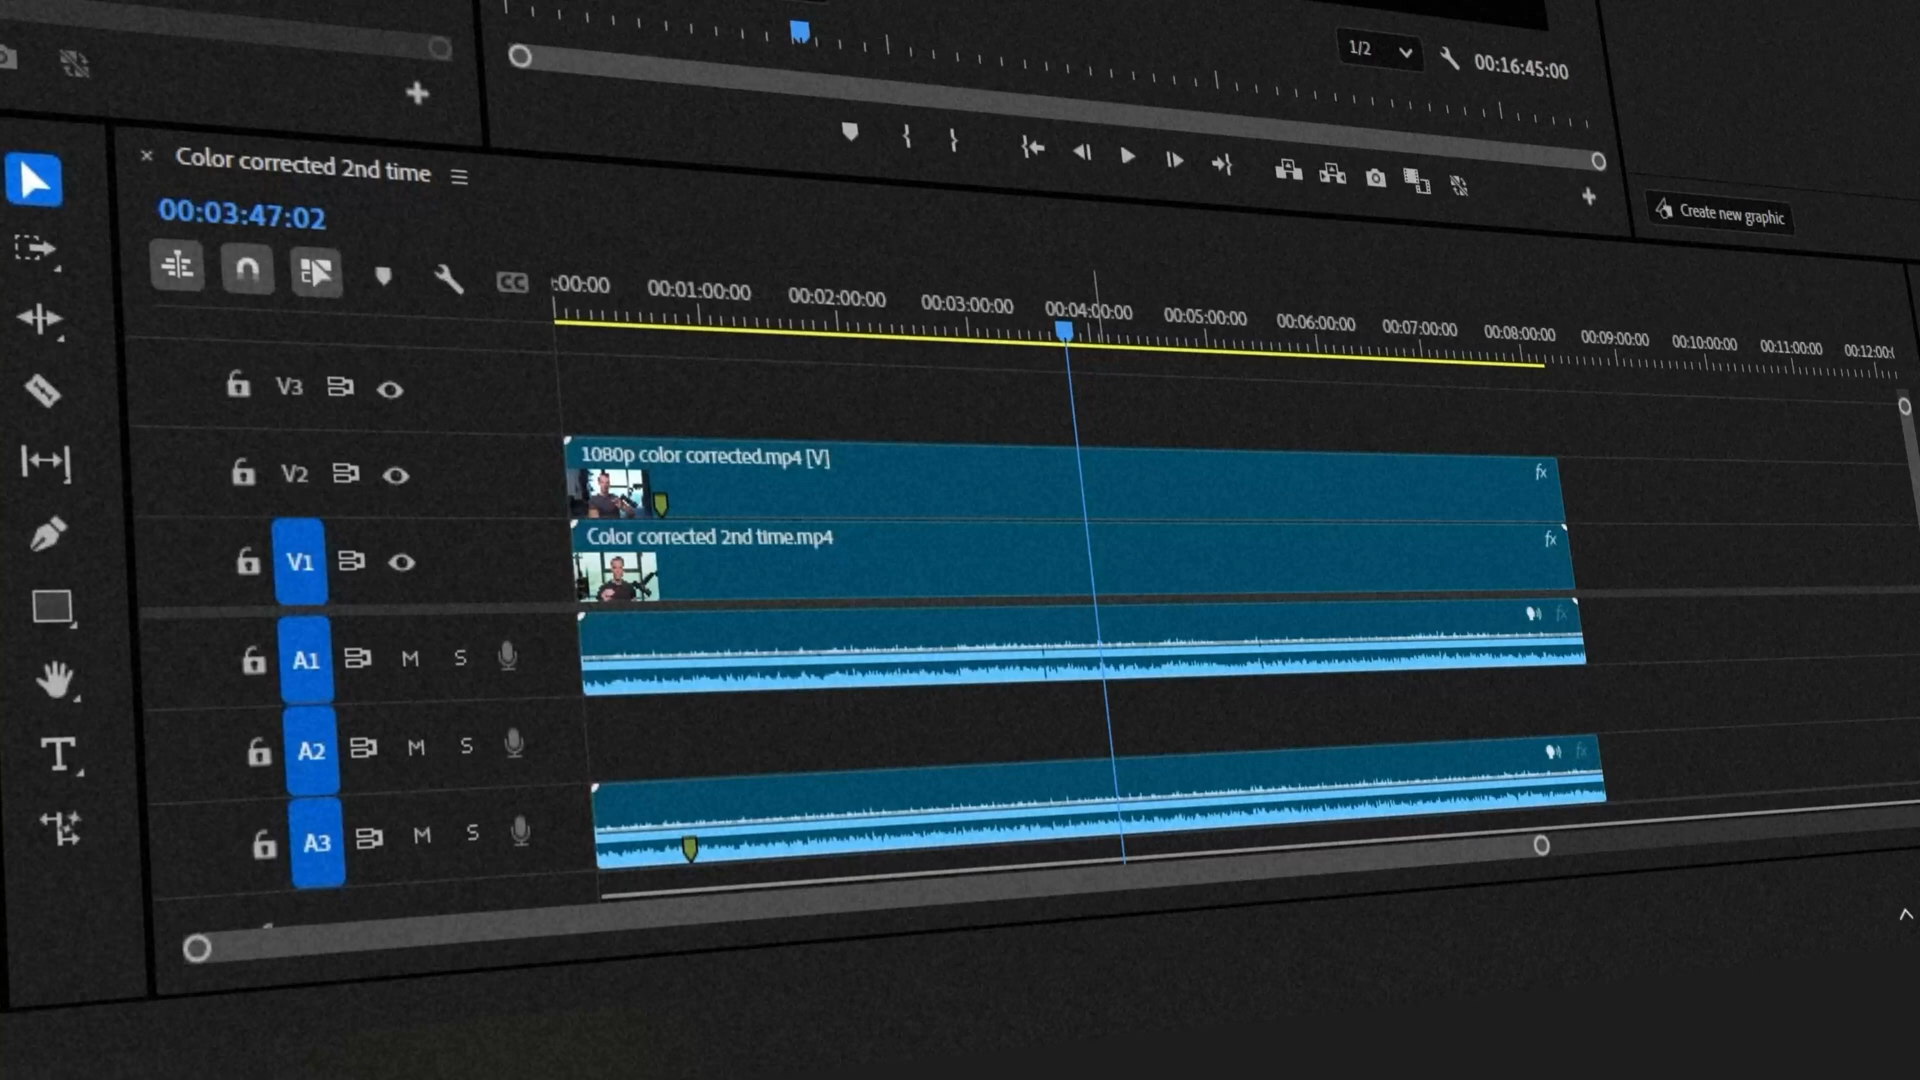 1/2
00:16:45:00
Create new graphic
Color corrected 2nd time
00:03:47:02
CC
:00:00 00:01:00:00 00:02:00:00 00:03:00:00 00:04:00:00 00:05:00:00 00:06:00:00 00:07:00:00 00:08:00:00 00:09:00:00 00:10:00:00 00:11:00:00 00:12:00:
V3
1080p color corrected.mp4 [V] fx
V2
Color corrected 2nd time.mp4 fx
V1
fx
A1 M S
fx
A2 M S
A3 M S